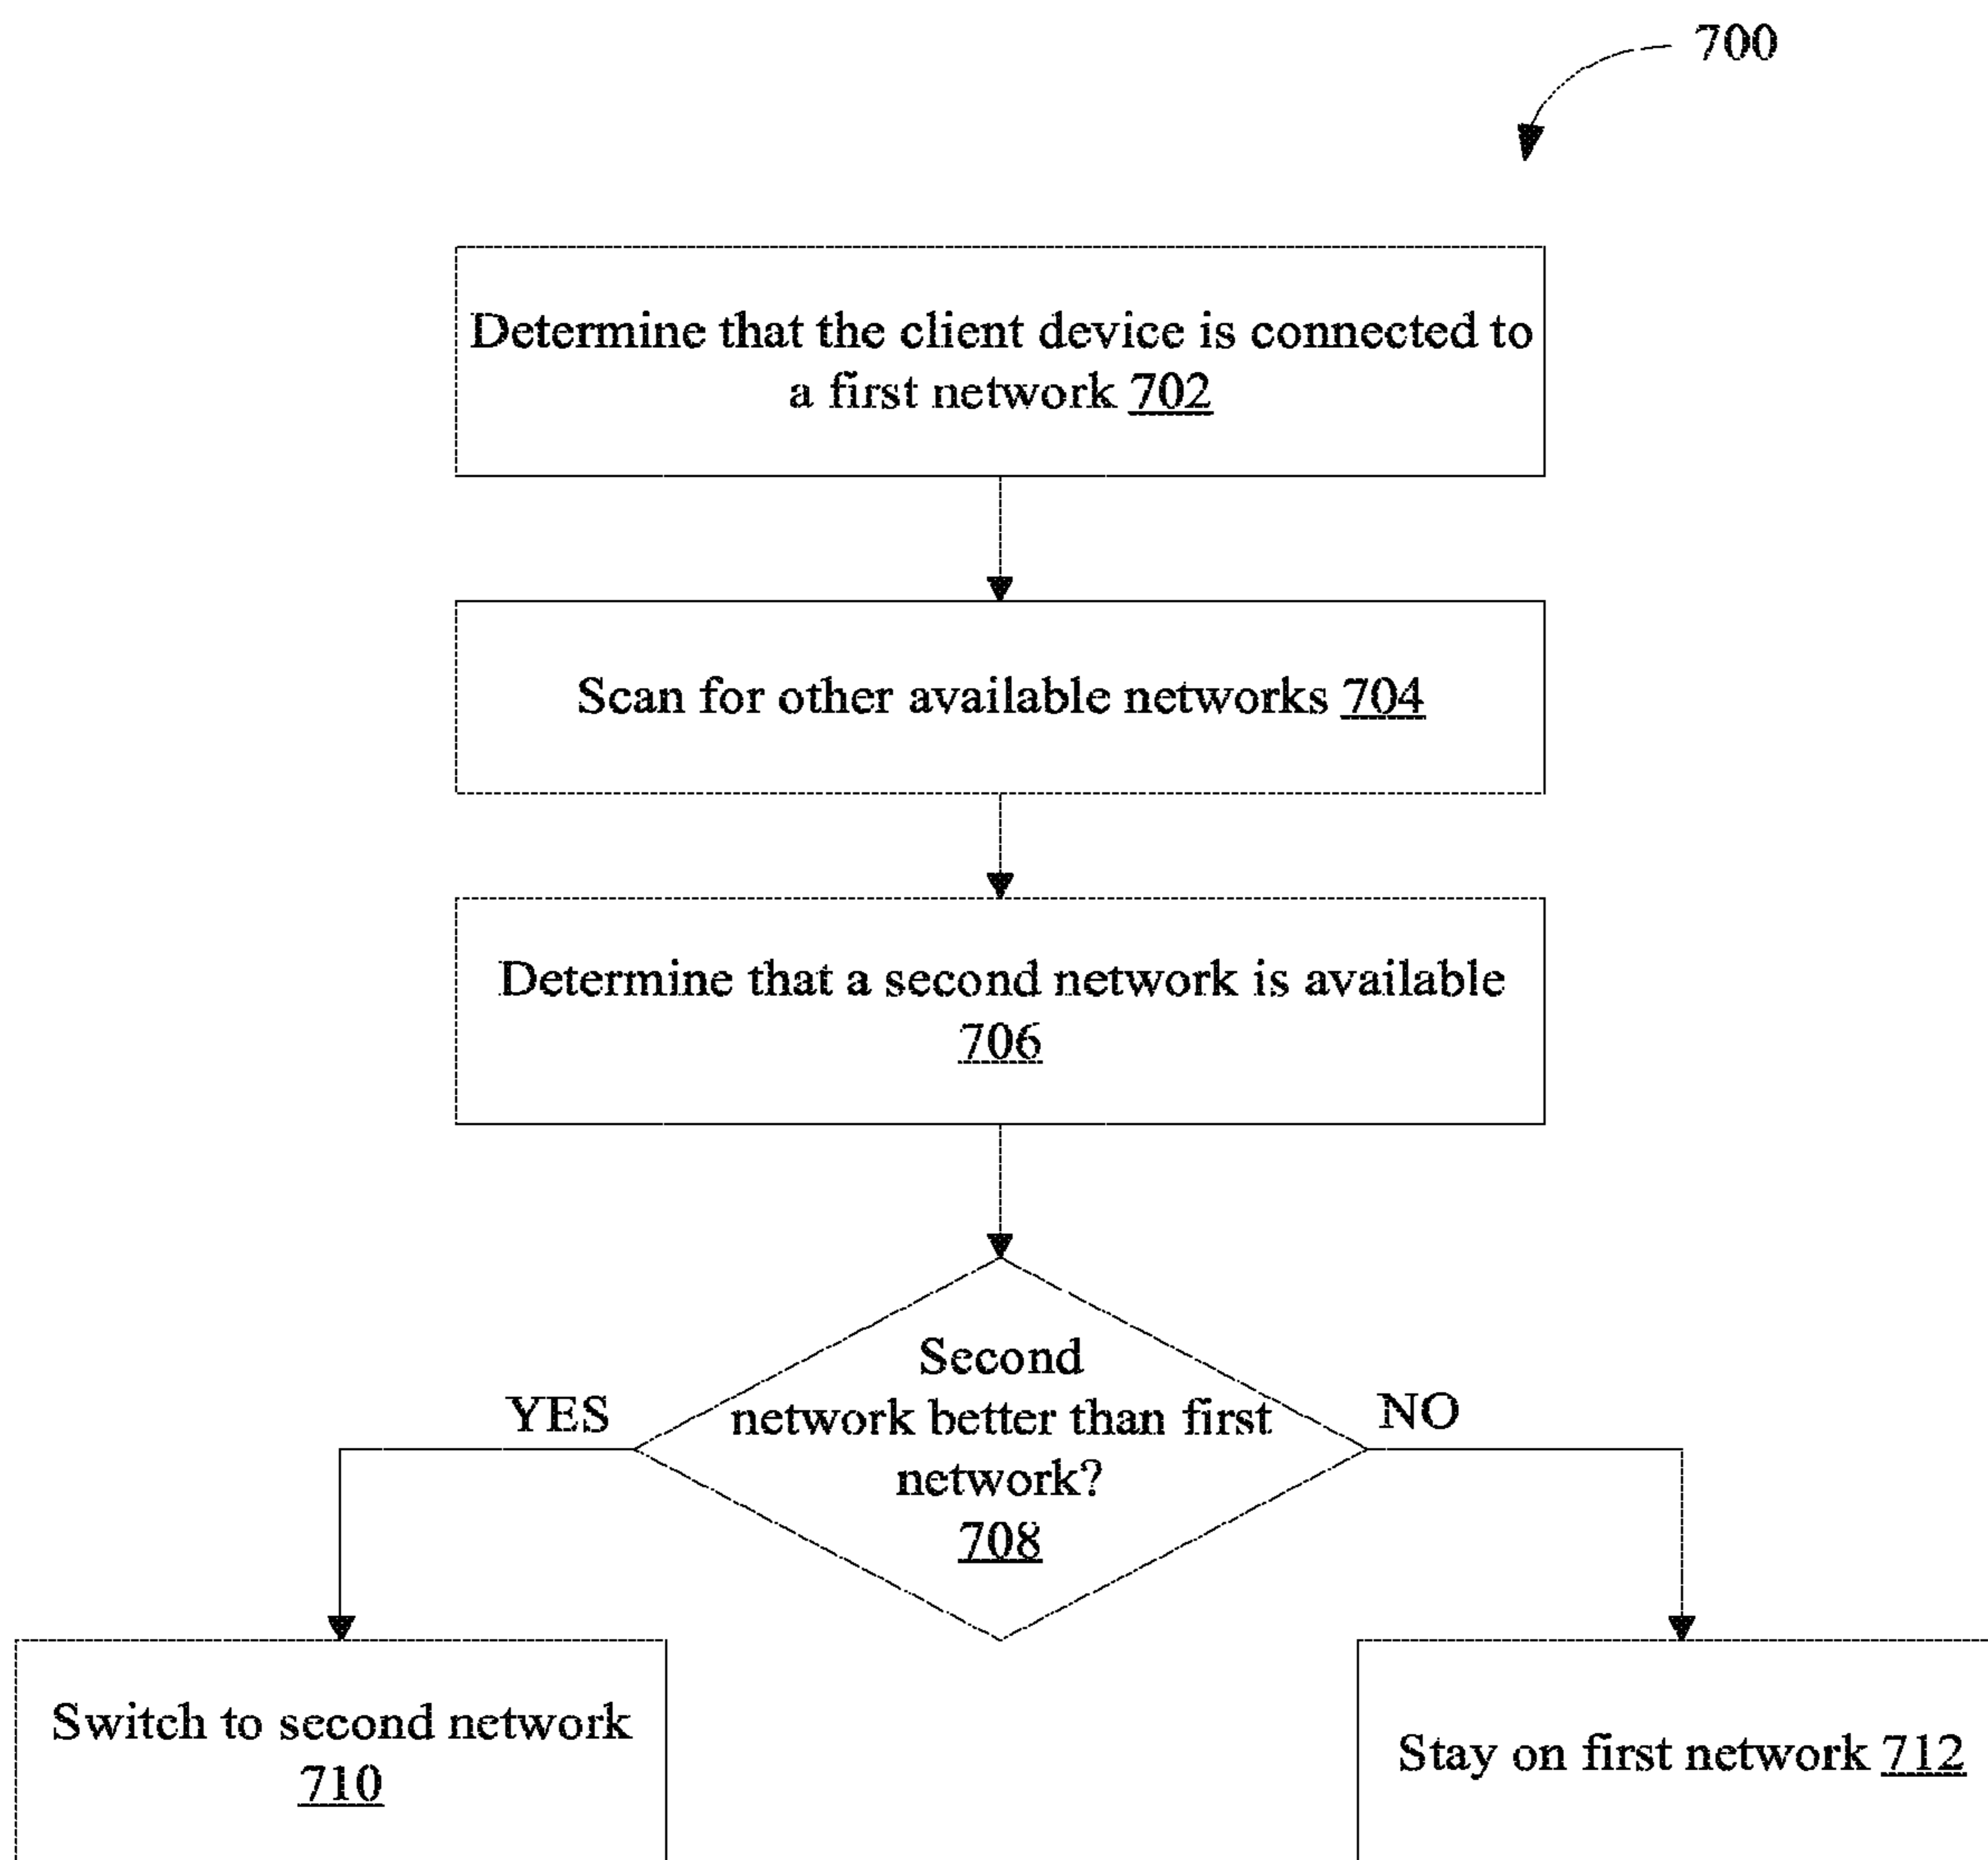 700
Determine that the client device is connected to
a first network 702
Scan for other available networks 704
Determine that a second network is available
706
Second
network better than first
network?
708
YES
NO
Switch to second network
710
Stay on first network 712